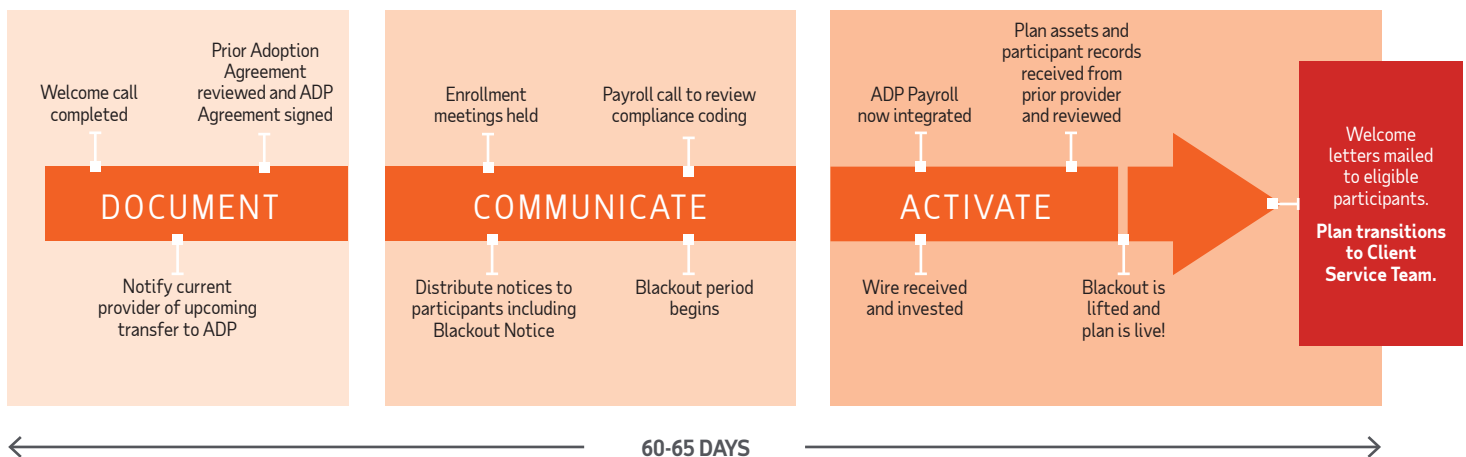 Welcome call
completed
Prior Adoption
Agreement
reviewed and ADP
Agreement signed
DOCUMENT
Notify current
provider of upcoming
transfer to ADP
Enrollment
meetings held
Payroll call to review
compliance coding
COMMUNICATE
Distribute notices to
participants including
Blackout Notice
Blackout period
begins
ADP Payroll
now integrated
Plan assets and
participant records
received from
prior provider
and reviewed
ACTIVATE
Wire received
and invested
Blackout is
lifted and
plan is live!
Welcome
letters mailed
to eligible
participants.
Plan transitions
to Client
Service Team.
60-65 DAYS